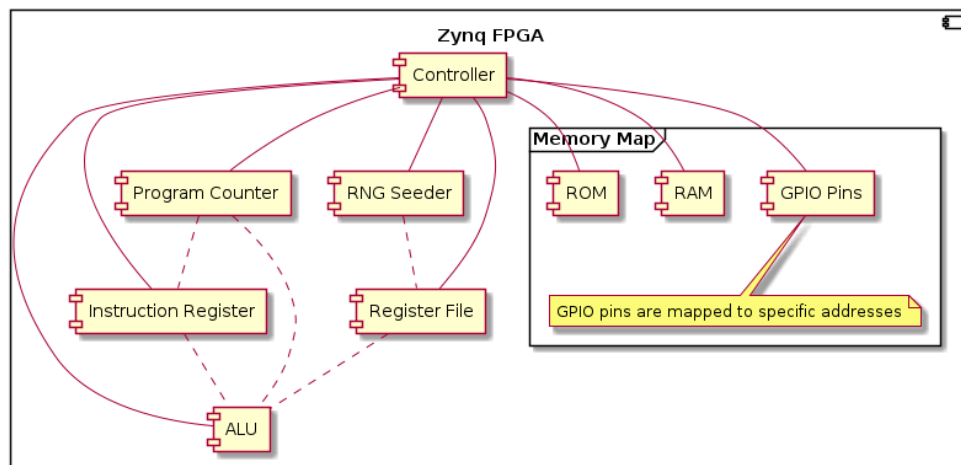 Zynq FPGA
Controller
Memory Map
Program Counter
RNG Seeder
ROM
RAM
GPIO Pins
Instruction Register
Register File
GPIO pins are mapped to specific addresses
ALU